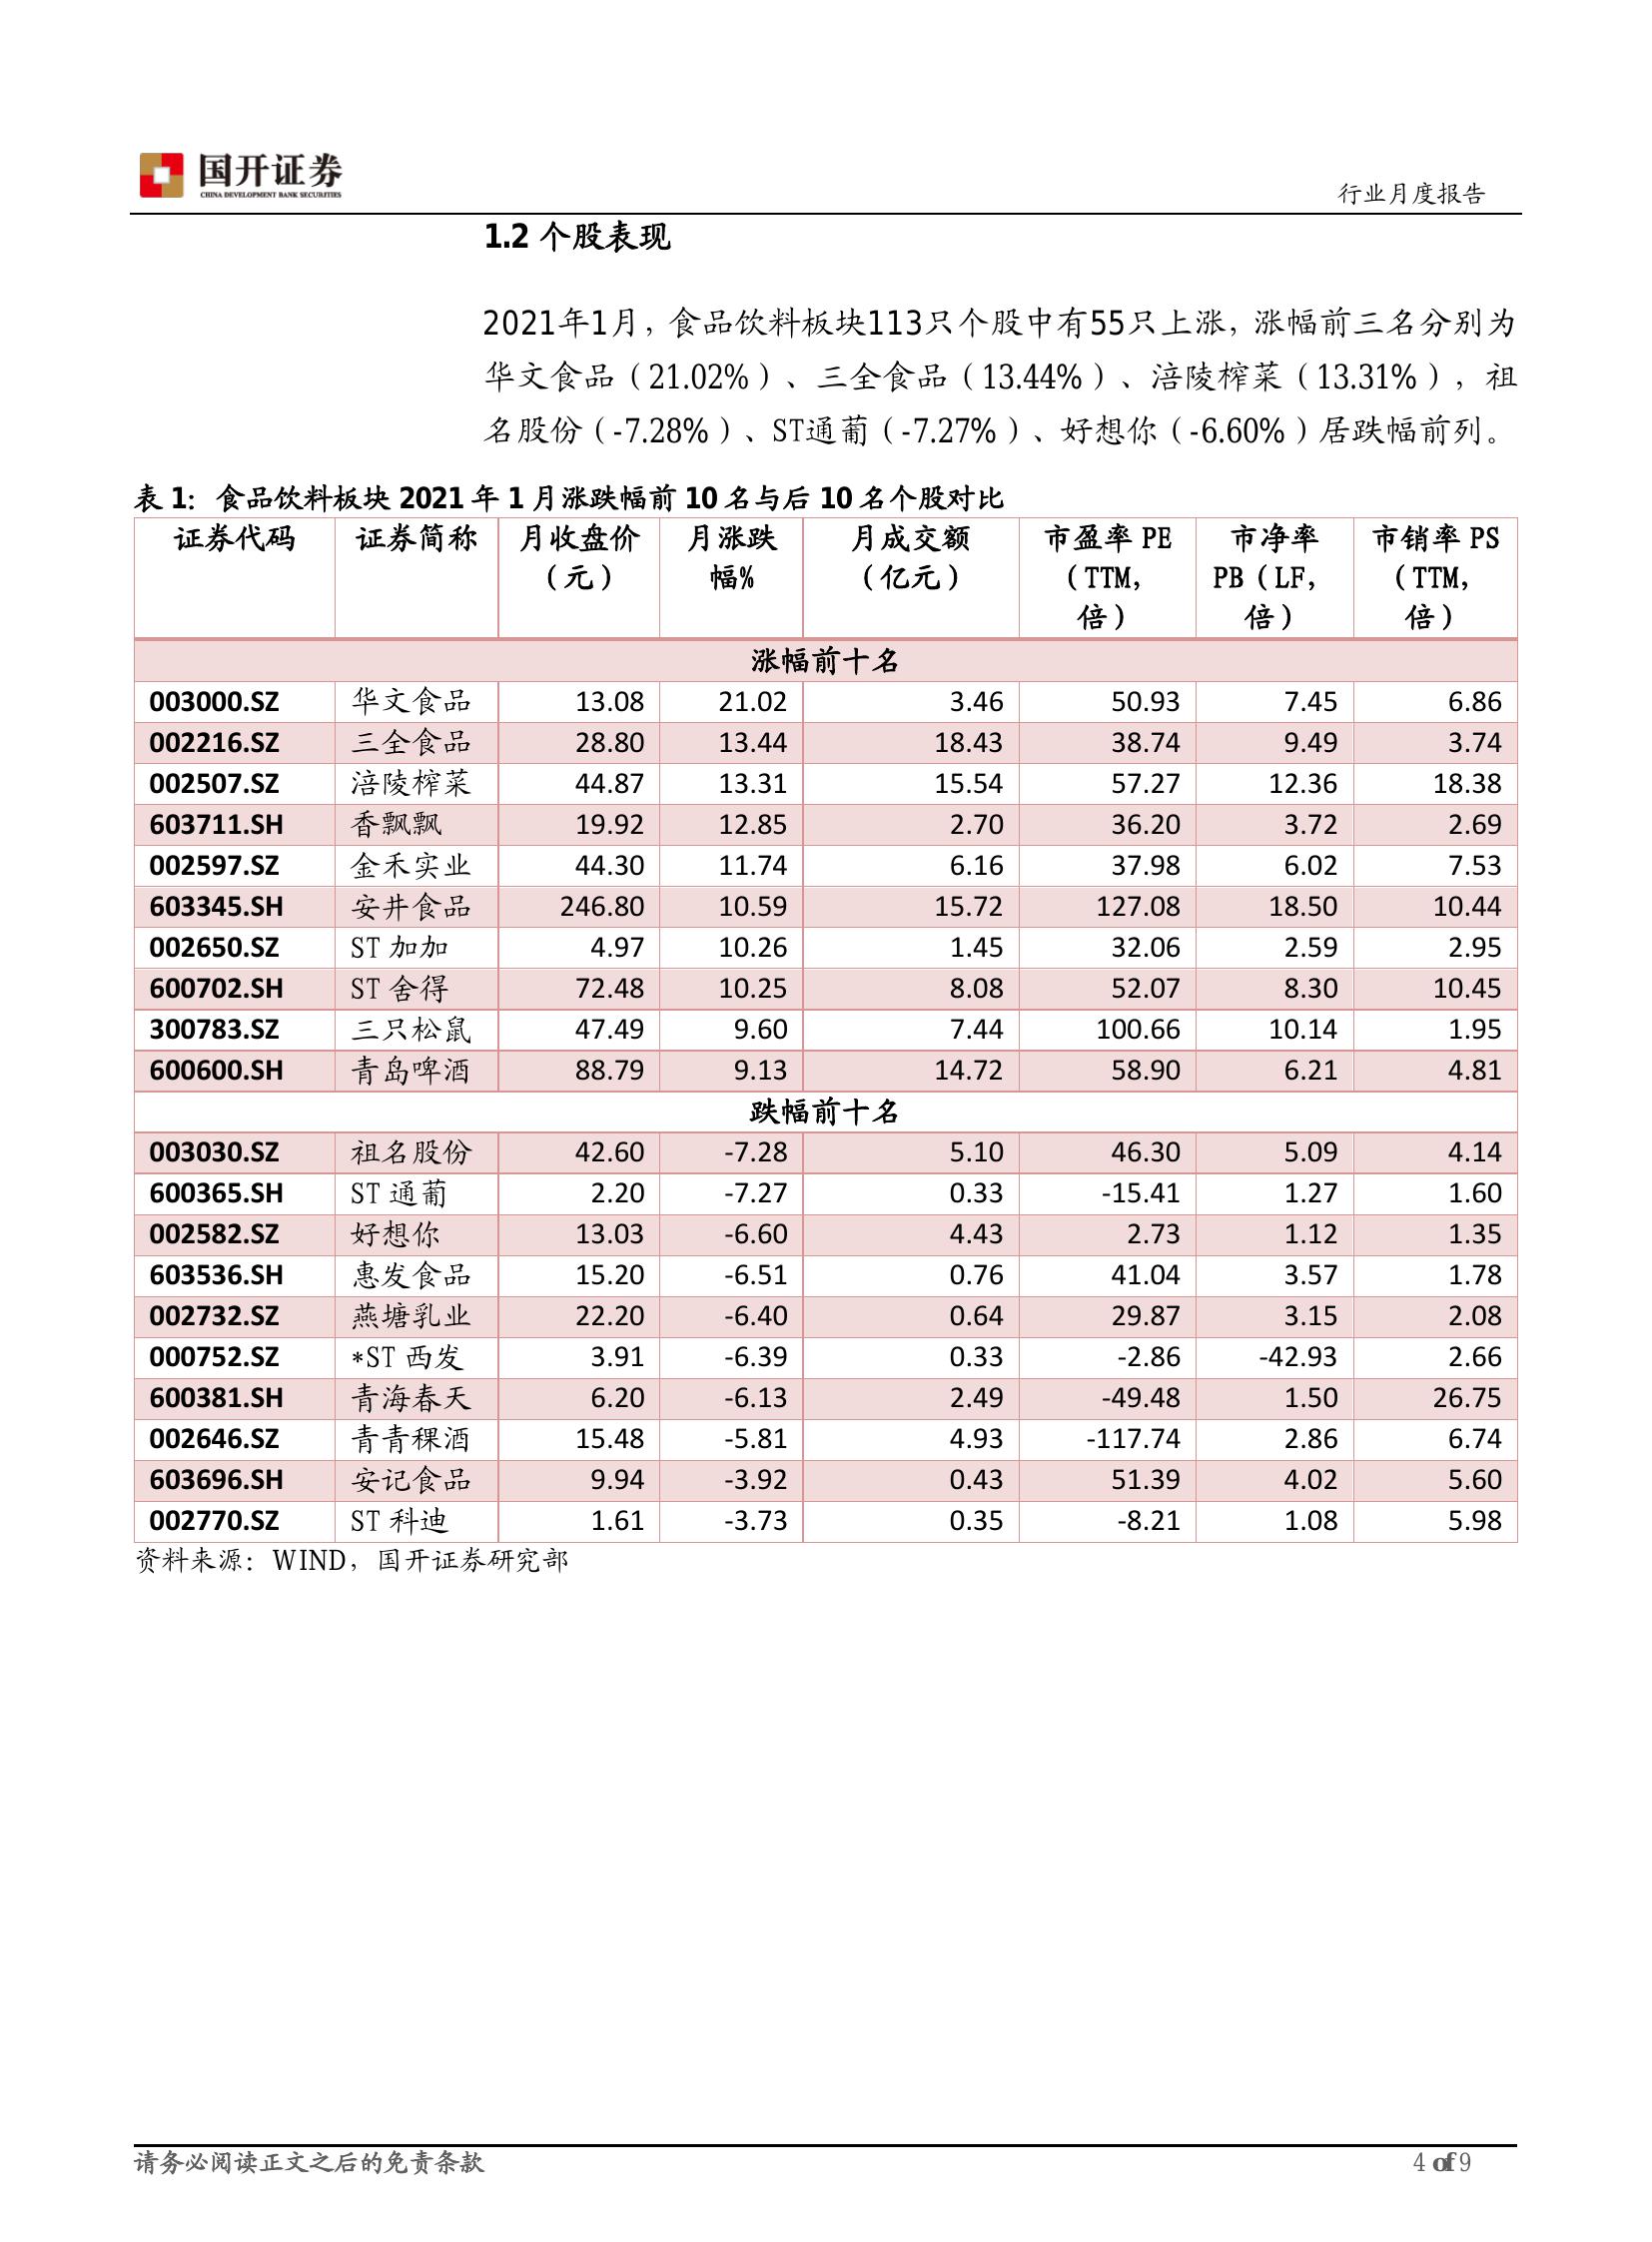 国开证券
CHINA DEVELOPMENT BANK SECURITIES
行业月度报告
1.2 个股表现
2021年1月，食品饮料板块113只个股中有55只上涨，涨幅前三名分别为
华文食品（21.02%）、三全食品（13.44%）、涪陵榨菜（13.31%），祖
名股份（-7.28%）、ST通葡（-7.27%）、好想你（-6.60%）居跌幅前列。
表 1：食品饮料板块 2021 年 1 月涨跌幅前 10 名与后 10 名个股对比
证券代码 证券简称 月收盘价 月涨跌 月成交额 市盈率 PE 市净率 市销率 PS
（元） 幅% （亿元） （TTM， PB（LF， （TTM，
倍） 倍） 倍）
涨幅前十名
003000.SZ 华文食品 13.08 21.02 3.46 50.93 7.45 6.86
002216.SZ 三全食品 28.80 13.44 18.43 38.74 9.49 3.74
002507.SZ 涪陵榨菜 44.87 13.31 15.54 57.27 12.36 18.38
603711.SH 香飘飘 19.92 12.85 2.70 36.20 3.72 2.69
002597.SZ 金禾实业 44.30 11.74 6.16 37.98 6.02 7.53
603345.SH 安井食品 246.80 10.59 15.72 127.08 18.50 10.44
002650.SZ ST 加加 4.97 10.26 1.45 32.06 2.59 2.95
600702.SH ST 舍得 72.48 10.25 8.08 52.07 8.30 10.45
300783.SZ 三只松鼠 47.49 9.60 7.44 100.66 10.14 1.95
600600.SH 青岛啤酒 88.79 9.13 14.72 58.90 6.21 4.81
跌幅前十名
003030.SZ 祖名股份 42.60 -7.28 5.10 46.30 5.09 4.14
600365.SH ST 通葡 2.20 -7.27 0.33 -15.41 1.27 1.60
002582.SZ 好想你 13.03 -6.60 4.43 2.73 1.12 1.35
603536.SH 惠发食品 15.20 -6.51 0.76 41.04 3.57 1.78
002732.SZ 燕塘乳业 22.20 -6.40 0.64 29.87 3.15 2.08
000752.SZ *ST 西发 3.91 -6.39 0.33 -2.86 -42.93 2.66
600381.SH 青海春天 6.20 -6.13 2.49 -49.48 1.50 26.75
002646.SZ 青青稞酒 15.48 -5.81 4.93 -117.74 2.86 6.74
603696.SH 安记食品 9.94 -3.92 0.43 51.39 4.02 5.60
002770.SZ ST 科迪 1.61 -3.73 0.35 -8.21 1.08 5.98
资料来源：WIND，国开证券研究部
请务必阅读正文之后的免责条款 4 of 9